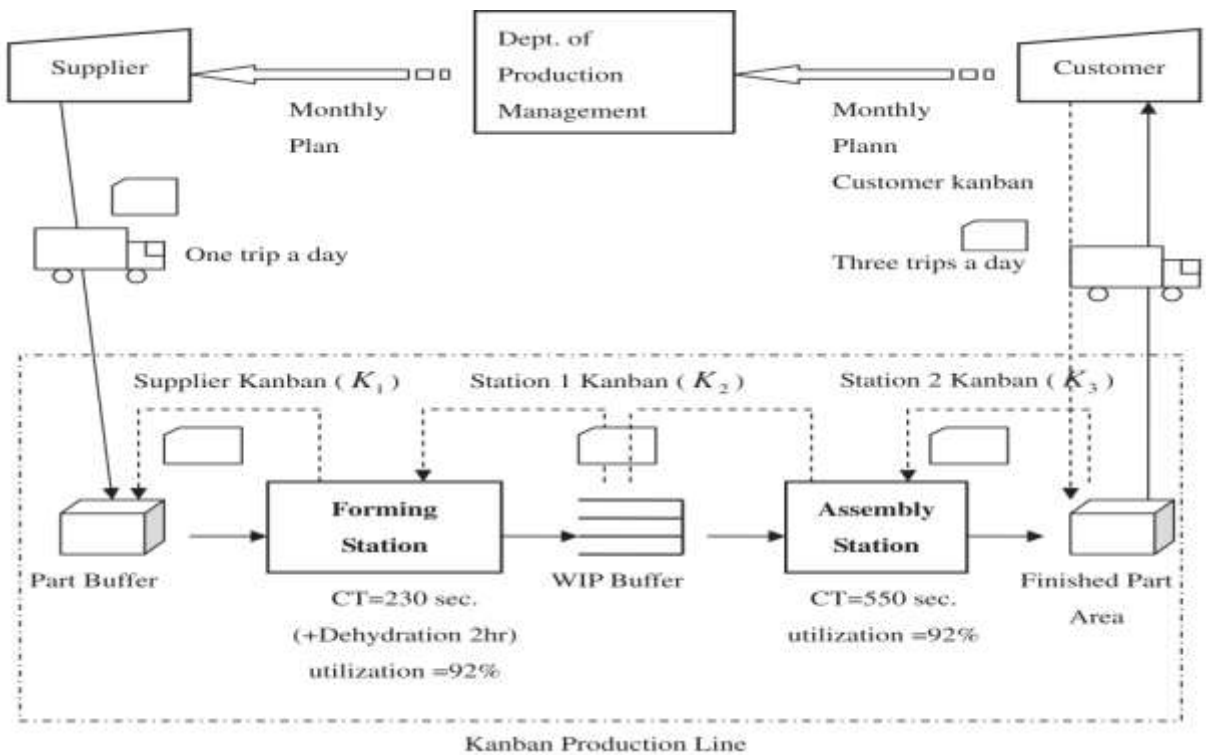 Supplier
Monthly
Plan
Dept. of
Production
Management
Monthly
Plann
Customer kanban
Customer
One trip a day
Three trips a day
Supplier Kanban ( K₁ )
Station 1 Kanban ( K₂ )
Station 2 Kanban ( K₃ )
Part Buffer
Forming
Station
CT=230 sec.
(+Dehydration 2hr)
utilization =92%
WIP Buffer
Assembly
Station
CT=550 sec.
utilization =92%
Finished Part
Area
Kanban Production Line